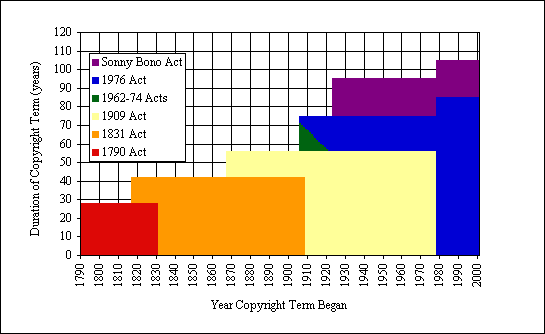 120
110
100
90
80
70
60
50
40
30
20
10
0
Duration of Copyright Term (years)
Sonny Bono Act
1976 Act
1962-74 Acts
1909 Act
1831 Act
1790 Act
1790 1800 1810 1820 1830 1840 1850 1860 1870 1880 1890 1900 1910 1920 1930 1940 1950 1960 1970 1980 1990 2000
Year Copyright Term Began